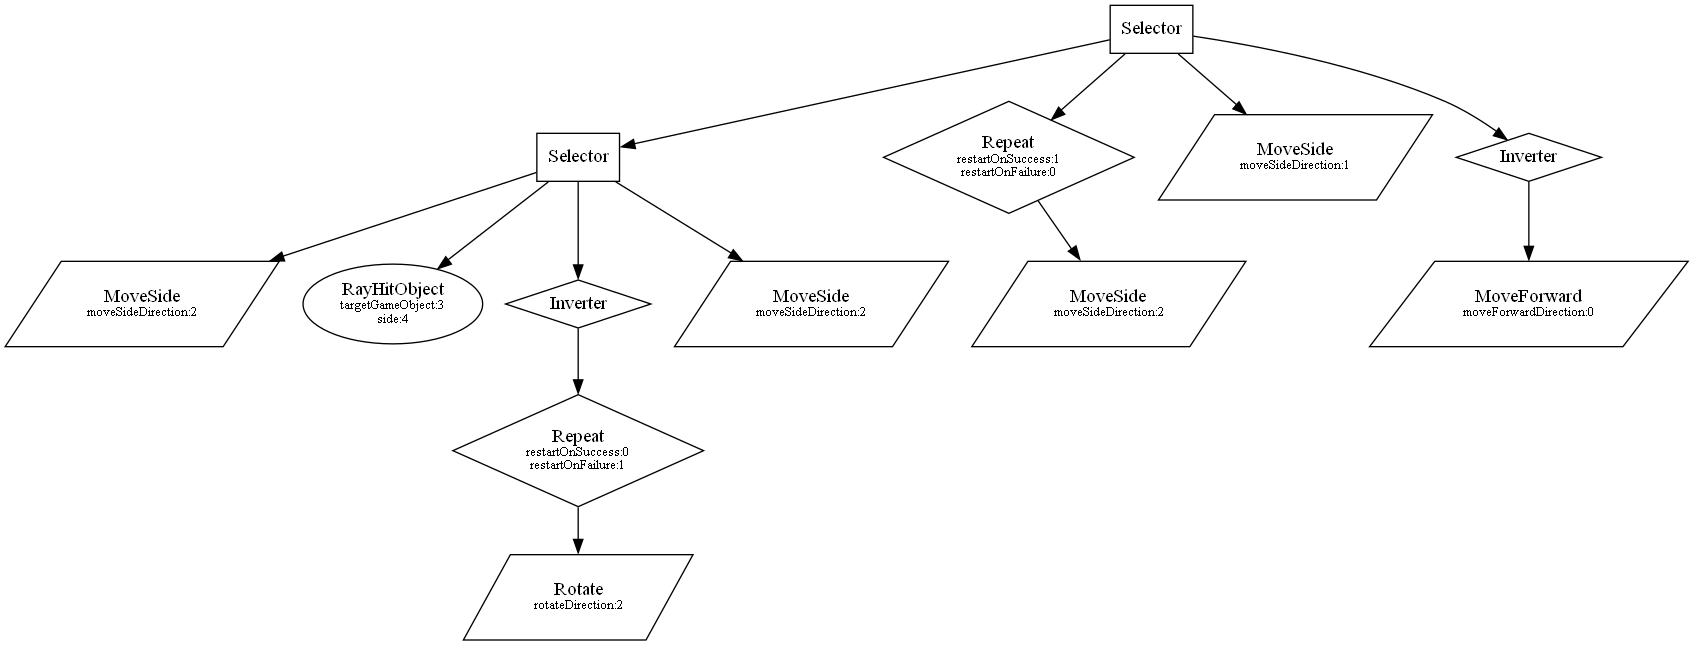 Selector
Selector
Repeat
restartOnSuccess:1
restartOnFailure:0
MoveSide
moveSideDirection:1
Inverter
MoveSide
moveSideDirection:2
RayHitObject
targetGameObject:3
side:4
Inverter
MoveSide
moveSideDirection:2
MoveSide
moveSideDirection:2
MoveForward
moveForwardDirection:0
Repeat
restartOnSuccess:0
restartOnFailure:1
Rotate
rotateDirection:2